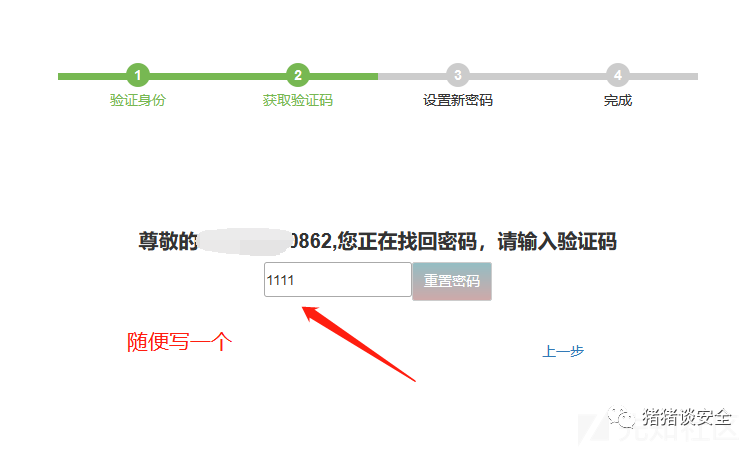 1 2 3 4
验证身份 获取验证码 设置新密码 完成
尊敬的 0862,您正在找回密码，请输入验证码
1111 重置密码
随便写一个
上一步
猪猪谈安全
先知社区